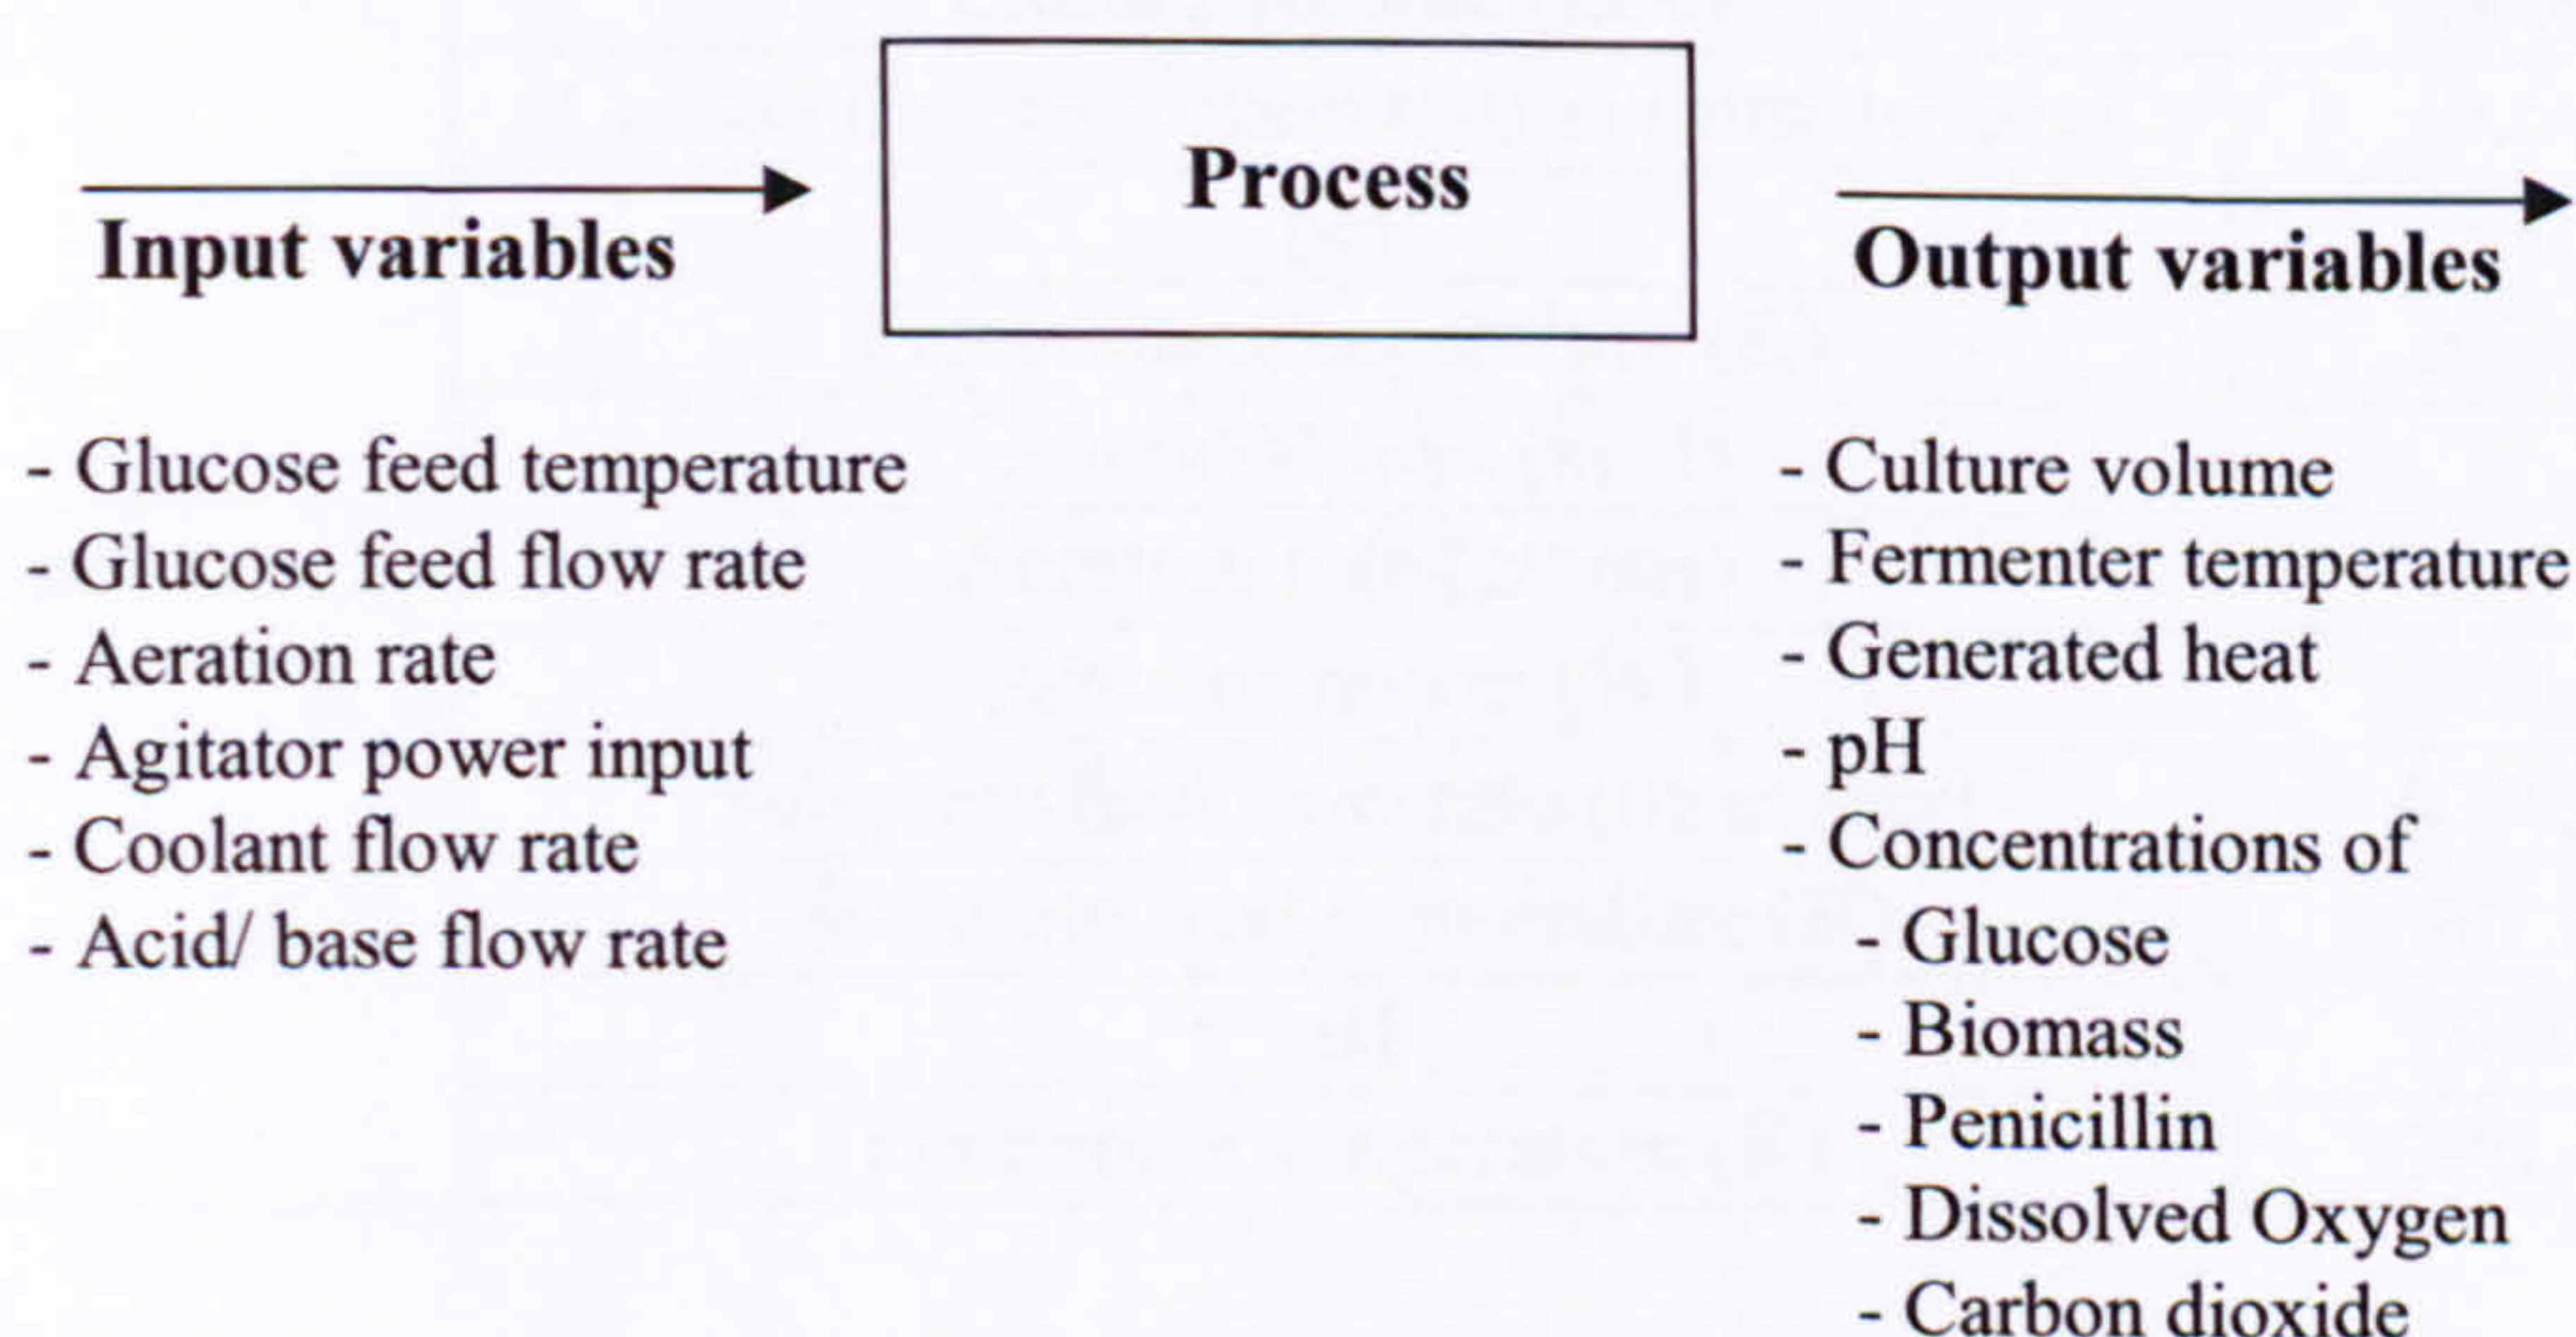 Process
Input variables
Output variables
- Glucose feed temperature
- Glucose feed flow rate
- Aeration rate
- Agitator power input
- Coolant flow rate
- Acid/ base flow rate
- Culture volume
- Fermenter temperature
- Generated heat
- pH
- Concentrations of
- Glucose
- Biomass
- Penicillin
- Dissolved Oxygen
- Carbon dioxide